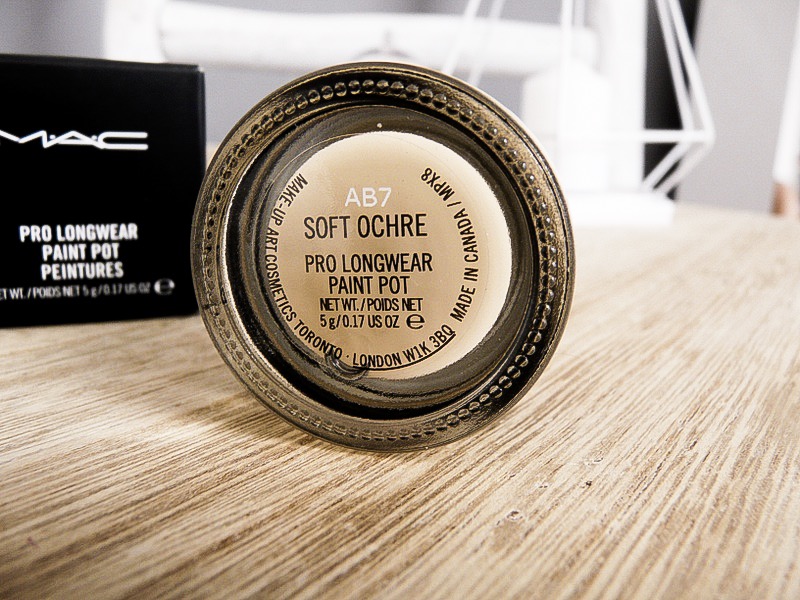 MAC
PRO LONGWEAR
PAINT POT
PEINTURES
NET WT./POIDS NET 5 g/0.17 US OZ ℮
AB7
SOFT OCHRE
PRO LONGWEAR
PAINT POT
NET WT./POIDS NET
5 g/0.17 US OZ ℮
MAKE-UP ART COSMETICS TORONTO · LONDON W1K 3BQ
MADE IN CANADA / MPX8